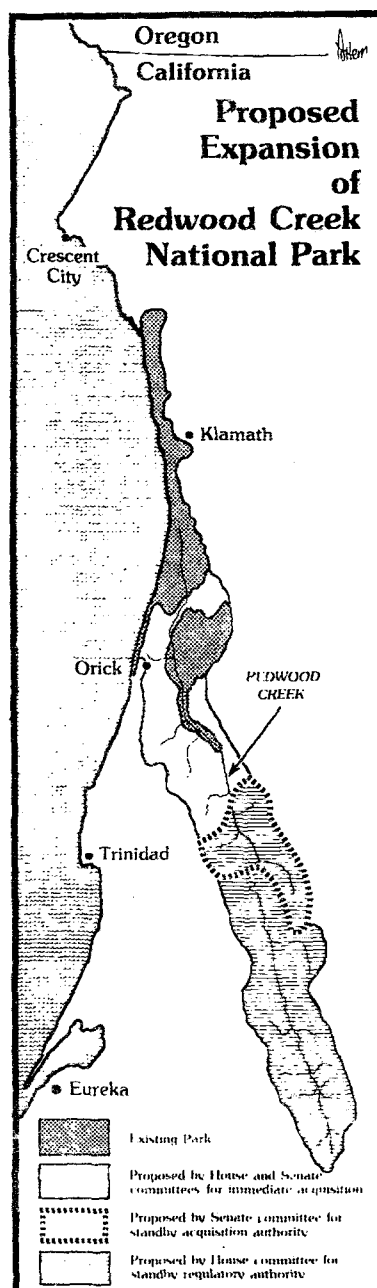 Oregon
California
Proposed
Expansion
of
Redwood Creek
National Park
Crescent
City
Klamath
Orick
PUDWOOD
CREEK
Trinidad
Eureka
Existing Park
Proposed by House and Senate
committees for immediate acquisition
Proposed by Senate committee for
standby acquisition authority
Proposed by House committee for
standby regulatory authority